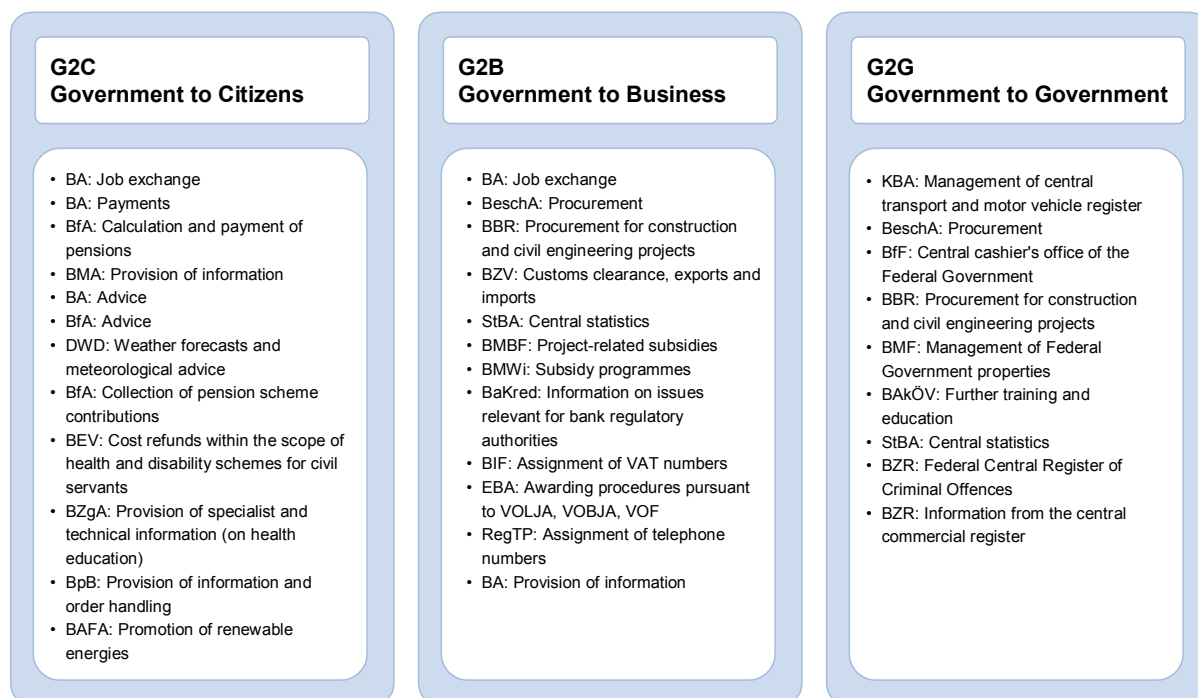 G2C
Government to Citizens
• BA: Job exchange
• BA: Payments
• BfA: Calculation and payment of
pensions
• BMA: Provision of information
• BA: Advice
• BfA: Advice
• DWD: Weather forecasts and
meteorological advice
• BfA: Collection of pension scheme
contributions
• BEV: Cost refunds within the scope of
health and disability schemes for civil
servants
• BZgA: Provision of specialist and
technical information (on health
education)
• BpB: Provision of information and
order handling
• BAFA: Promotion of renewable
energies
G2B
Government to Business
• BA: Job exchange
• BeschA: Procurement
• BBR: Procurement for construction
and civil engineering projects
• BZV: Customs clearance, exports and
imports
• StBA: Central statistics
• BMBF: Project-related subsidies
• BMWi: Subsidy programmes
• BaKred: Information on issues
relevant for bank regulatory
authorities
• BIF: Assignment of VAT numbers
• EBA: Awarding procedures pursuant
to VOLJA, VOBJA, VOF
• RegTP: Assignment of telephone
numbers
• BA: Provision of information
G2G
Government to Government
• KBA: Management of central
transport and motor vehicle register
• BeschA: Procurement
• BfF: Central cashier's office of the
Federal Government
• BBR: Procurement for construction
and civil engineering projects
• BMF: Management of Federal
Government properties
• BAkÖV: Further training and
education
• StBA: Central statistics
• BZR: Federal Central Register of
Criminal Offences
• BZR: Information from the central
commercial register